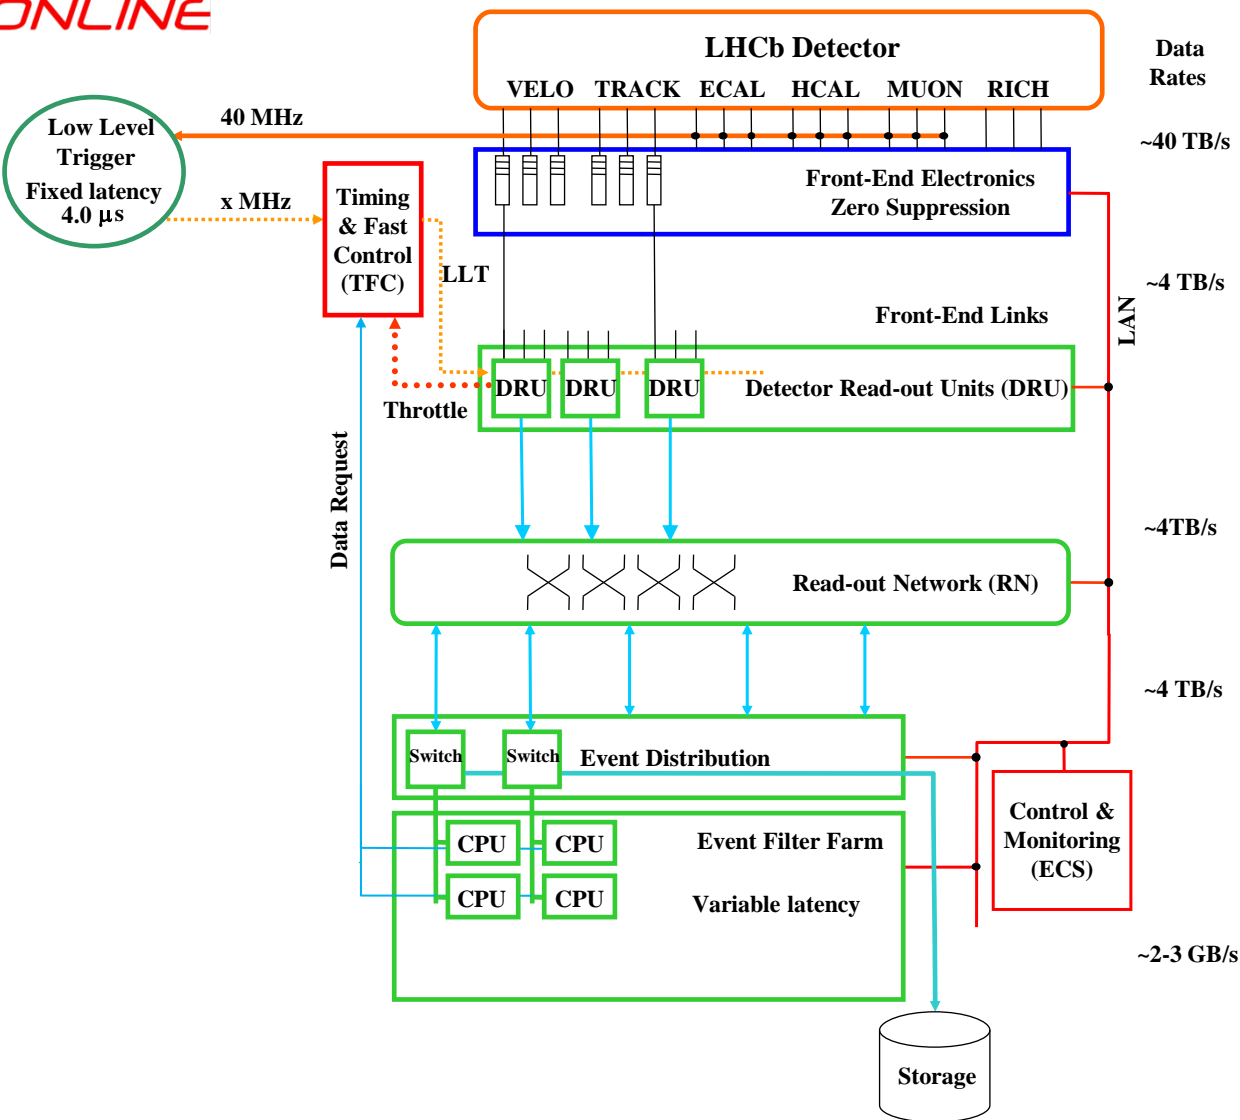 ONLINE
LHCb Detector
Data
Rates
VELO TRACK ECAL HCAL MUON RICH
40 MHz
~40 TB/s
Low Level
Trigger
Fixed latency
4.0 μs
x MHz
Timing
& Fast
Control
(TFC)
Front-End Electronics
Zero Suppression
LLT
~4 TB/s
Front-End Links
LAN
DRU DRU DRU
Detector Read-out Units (DRU)
Throttle
Data Request
~4TB/s
Read-out Network (RN)
~4 TB/s
Switch Switch
Event Distribution
Control &
Monitoring
(ECS)
CPU CPU
Event Filter Farm
CPU CPU
Variable latency
~2-3 GB/s
Storage